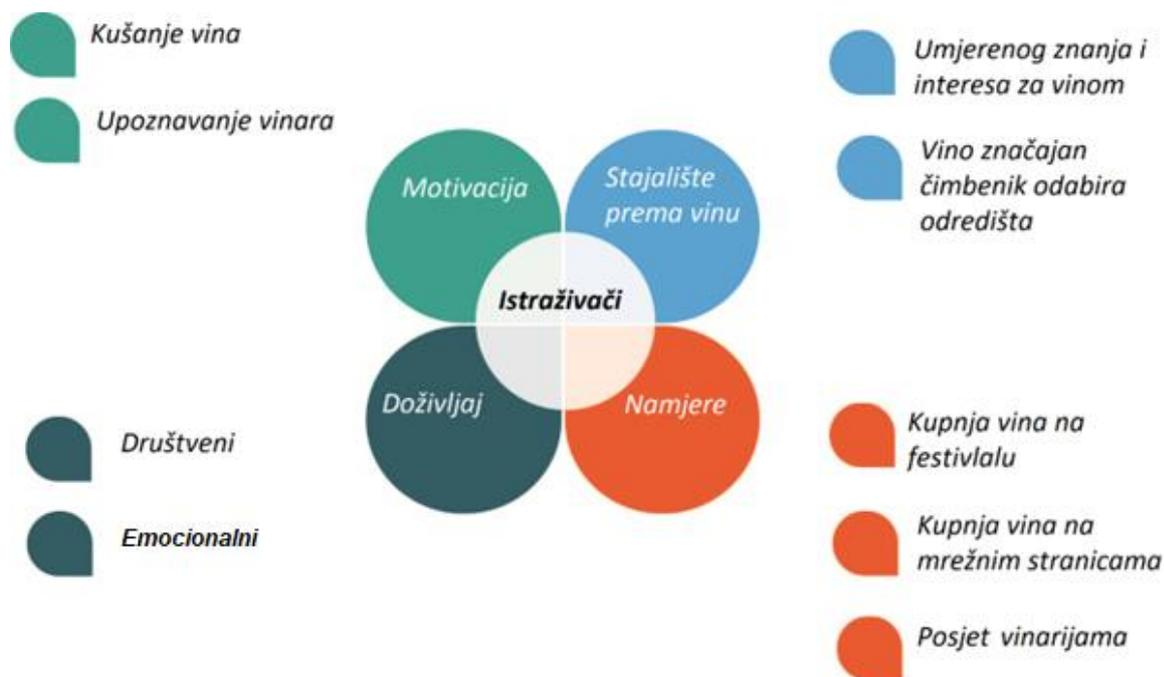 Kušanje vina
Upoznavanje vinara
Umjerenog znanja i
interesa za vinom
Vino značajan
čimbenik odabira
odredišta
Motivacija
Stajalište
prema vinu
Istraživači
Doživljaj
Namjere
Društveni
Emocionalni
Kupnja vina na
festivlalu
Kupnja vina na
mrežnim stranicama
Posjet vinarijama